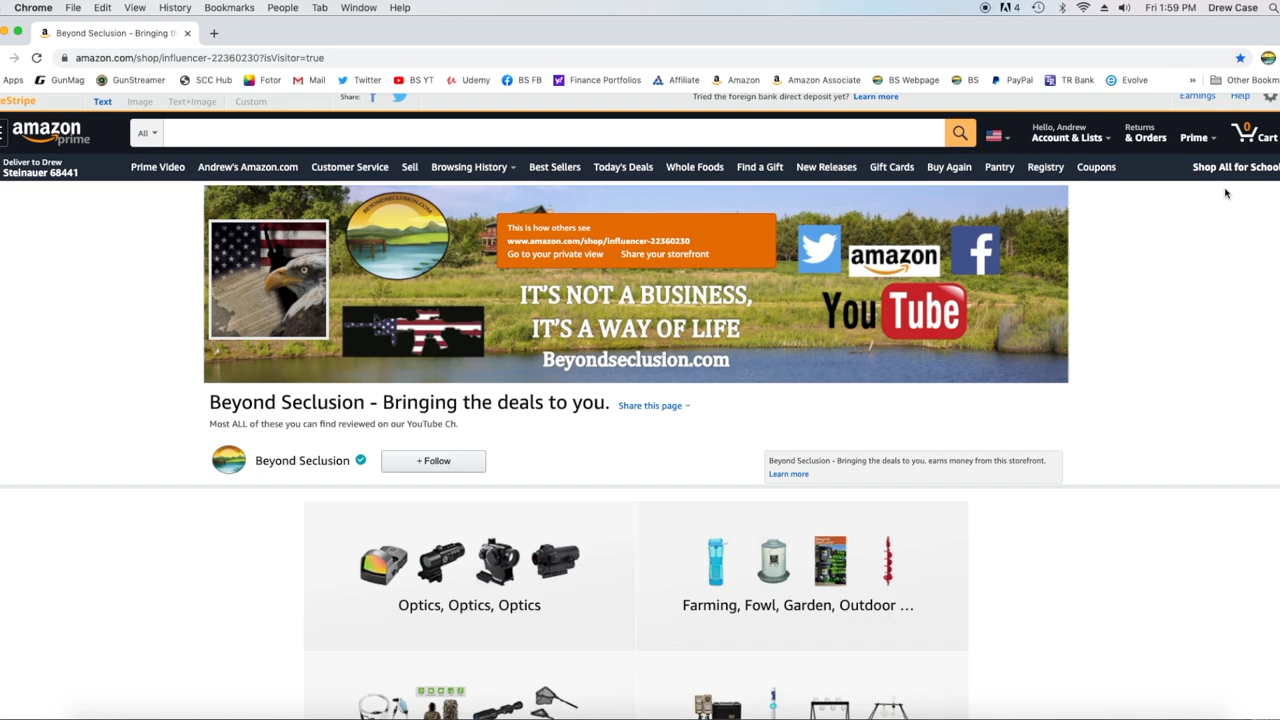 Chrome File Edit View History Bookmarks People Tab Window Help 4 Fri 1:59 PM Drew Case
Beyond Seclusion - Bringing th
amazon.com/shop/influencer-22360230?isVisitor=true
Apps GunMag GunStreamer SCC Hub Fotor Mail Twitter BS YT Udemy BS FB Finance Portfolios Affiliate Amazon Amazon Associate BS Webpage BS PayPal TR Bank Evolve » Other Bookm
eStripe Text Image Text+Image Custom Share: Tried the foreign bank direct deposit yet? Learn more Earnings Help
amazon prime All Hello, Andrew Account & Lists Returns & Orders Prime 0 Cart
Deliver to Drew
Steinauer 68441
Prime Video Andrew's Amazon.com Customer Service Sell Browsing History Best Sellers Today's Deals Whole Foods Find a Gift New Releases Gift Cards Buy Again Pantry Registry Coupons Shop All for School
BEYONDSECLUSION.COM
This is how others see
www.amazon.com/shop/influencer-22360230
Go to your private view Share your storefront
amazon
IT'S NOT A BUSINESS,
IT'S A WAY OF LIFE
Beyondseclusion.com
YouTube
Beyond Seclusion - Bringing the deals to you. Share this page
Most ALL of these you can find reviewed on our YouTube Ch.
Beyond Seclusion + Follow
Beyond Seclusion - Bringing the deals to you. earns money from this storefront.
Learn more
Optics, Optics, Optics
Farming, Fowl, Garden, Outdoor ...